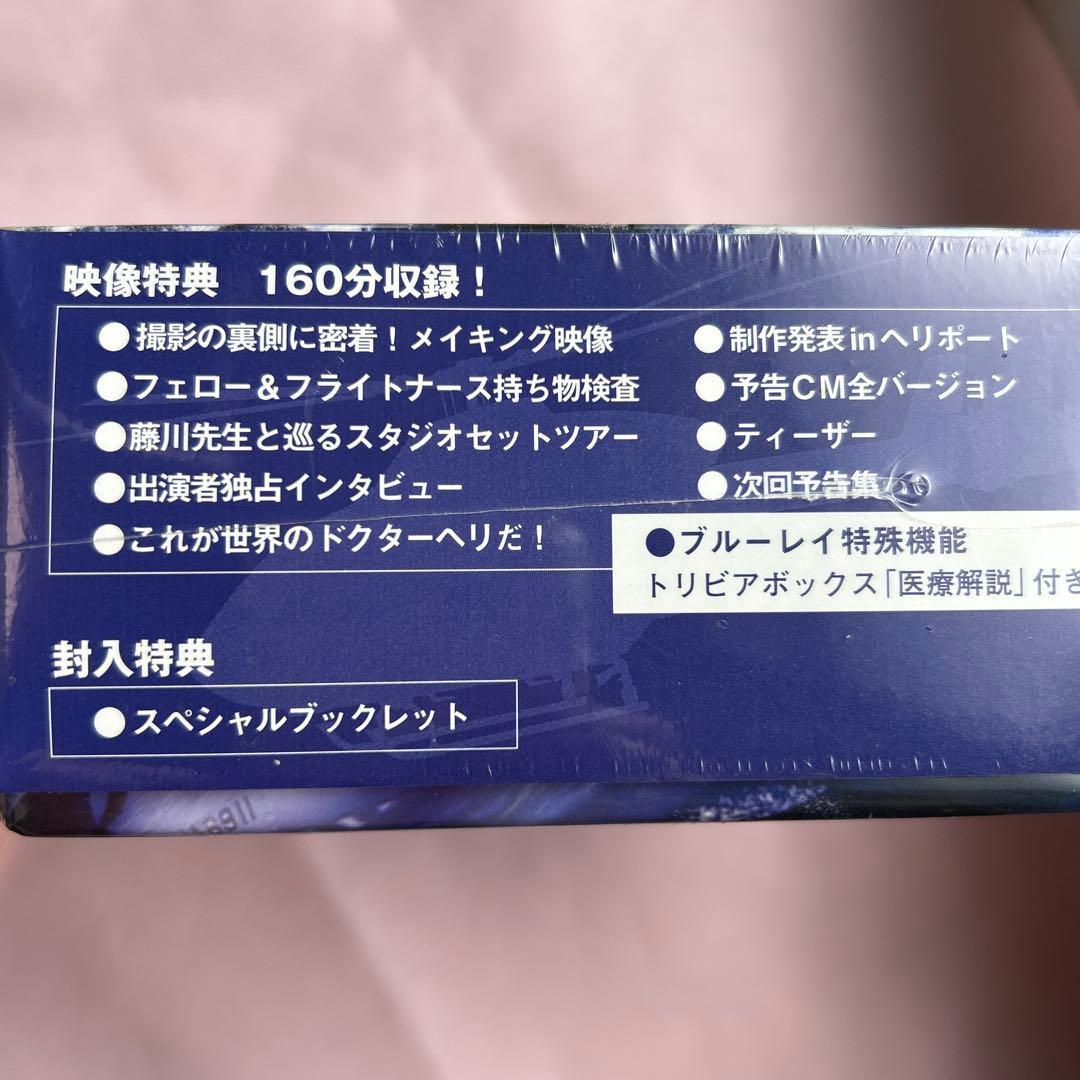 映像特典 160分収録！
●撮影の裏側に密着！メイキング映像
●フェロー＆フライトナース持ち物検査
●藤川先生と巡るスタジオセットツアー
●出演者独占インタビュー
●これが世界のドクターヘリだ！
●制作発表inヘリポート
●予告CM全バージョン
●ティーザー
●次回予告集
●ブルーレイ特殊機能
トリビアボックス「医療解説」付き
封入特典
●スペシャルブックレット